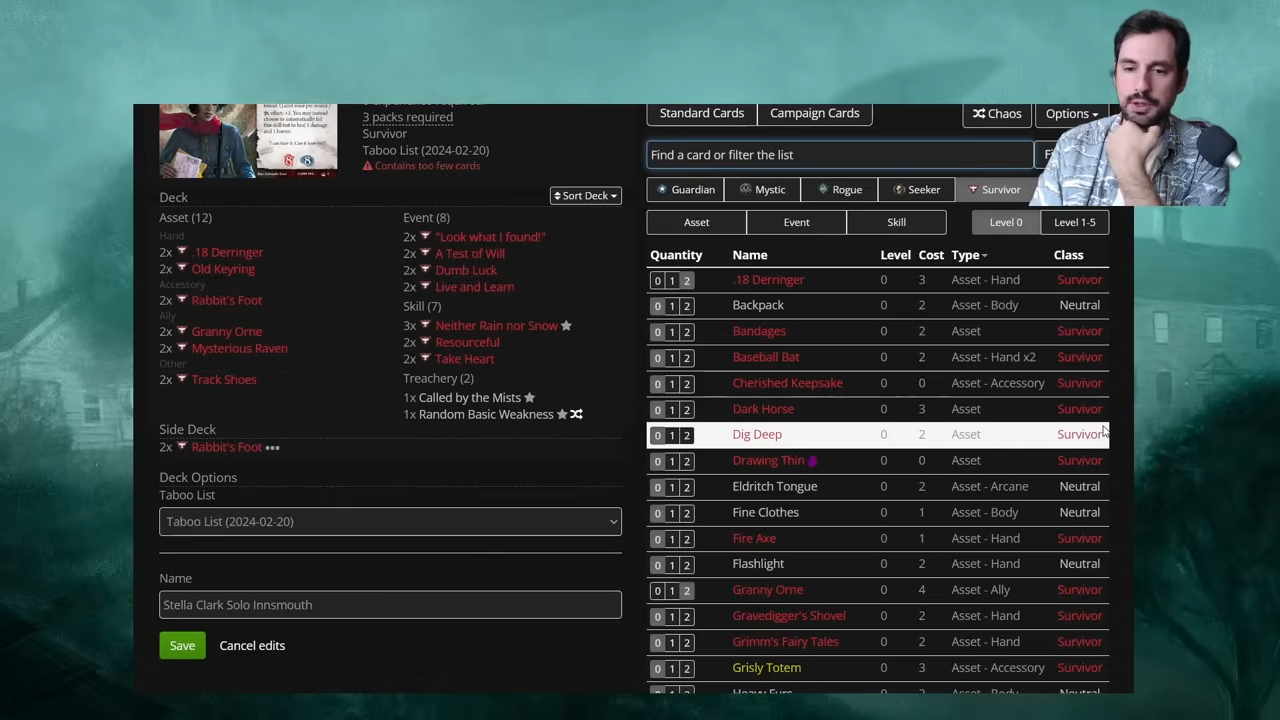 3 packs required
Survivor
Taboo List (2024-02-20)
Contains too few cards
Deck
Sort Deck
Asset (12)
Hand
2x .18 Derringer
2x Old Keyring
Accessory
2x Rabbit's Foot
Ally
2x Granny Orne
2x Mysterious Raven
Other
2x Track Shoes
Event (8)
2x "Look what I found!"
2x A Test of Will
2x Dumb Luck
2x Live and Learn
Skill (7)
3x Neither Rain nor Snow
2x Resourceful
2x Take Heart
Treachery (2)
1x Called by the Mists
1x Random Basic Weakness
Side Deck
2x Rabbit's Foot
Deck Options
Taboo List
Taboo List (2024-02-20)
Name
Stella Clark Solo Innsmouth
Save Cancel edits
Standard Cards Campaign Cards Chaos Options
Find a card or filter the list
Guardian Mystic Rogue Seeker Survivor
Asset Event Skill Level 0 Level 1-5
Quantity Name Level Cost Type Class
0 1 2 .18 Derringer 0 3 Asset - Hand Survivor
0 1 2 Backpack 0 2 Asset - Body Neutral
0 1 2 Bandages 0 2 Asset Survivor
0 1 2 Baseball Bat 0 2 Asset - Hand x2 Survivor
0 1 2 Cherished Keepsake 0 0 Asset - Accessory Survivor
0 1 2 Dark Horse 0 3 Asset Survivor
0 1 2 Dig Deep 0 2 Asset Survivor
0 1 2 Drawing Thin 0 0 Asset Survivor
0 1 2 Eldritch Tongue 0 2 Asset - Arcane Neutral
0 1 2 Fine Clothes 0 1 Asset - Body Neutral
0 1 2 Fire Axe 0 1 Asset - Hand Survivor
0 1 2 Flashlight 0 2 Asset - Hand Neutral
0 1 2 Granny Orne 0 4 Asset - Ally Survivor
0 1 2 Gravedigger's Shovel 0 2 Asset - Hand Survivor
0 1 2 Grimm's Fairy Tales 0 2 Asset - Hand Survivor
0 1 2 Grisly Totem 0 3 Asset - Accessory Survivor